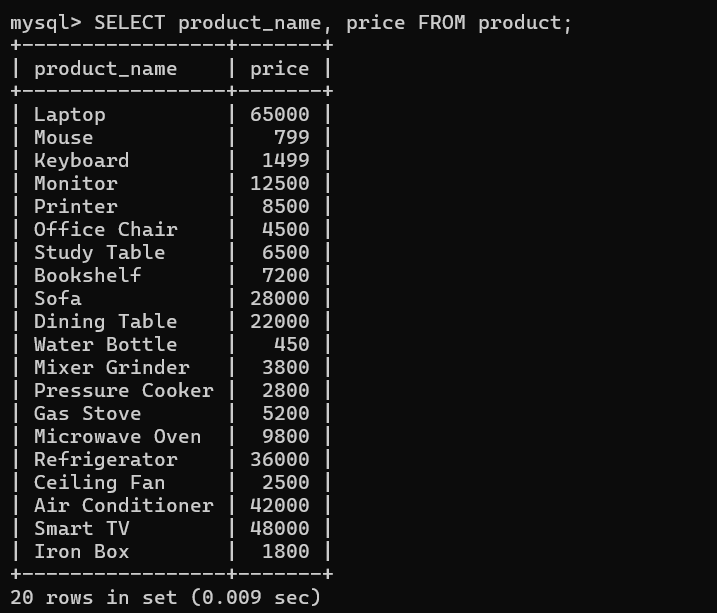 mysql> SELECT product_name, price FROM product;
+-----------------+-------+
| product_name    | price |
+-----------------+-------+
| Laptop          | 65000 |
| Mouse           |   799 |
| Keyboard        |  1499 |
| Monitor         | 12500 |
| Printer         |  8500 |
| Office Chair    |  4500 |
| Study Table     |  6500 |
| Bookshelf       |  7200 |
| Sofa            | 28000 |
| Dining Table    | 22000 |
| Water Bottle    |   450 |
| Mixer Grinder   |  3800 |
| Pressure Cooker |  2800 |
| Gas Stove       |  5200 |
| Microwave Oven  |  9800 |
| Refrigerator    | 36000 |
| Ceiling Fan     |  2500 |
| Air Conditioner | 42000 |
| Smart TV        | 48000 |
| Iron Box        |  1800 |
+-----------------+-------+
20 rows in set (0.009 sec)